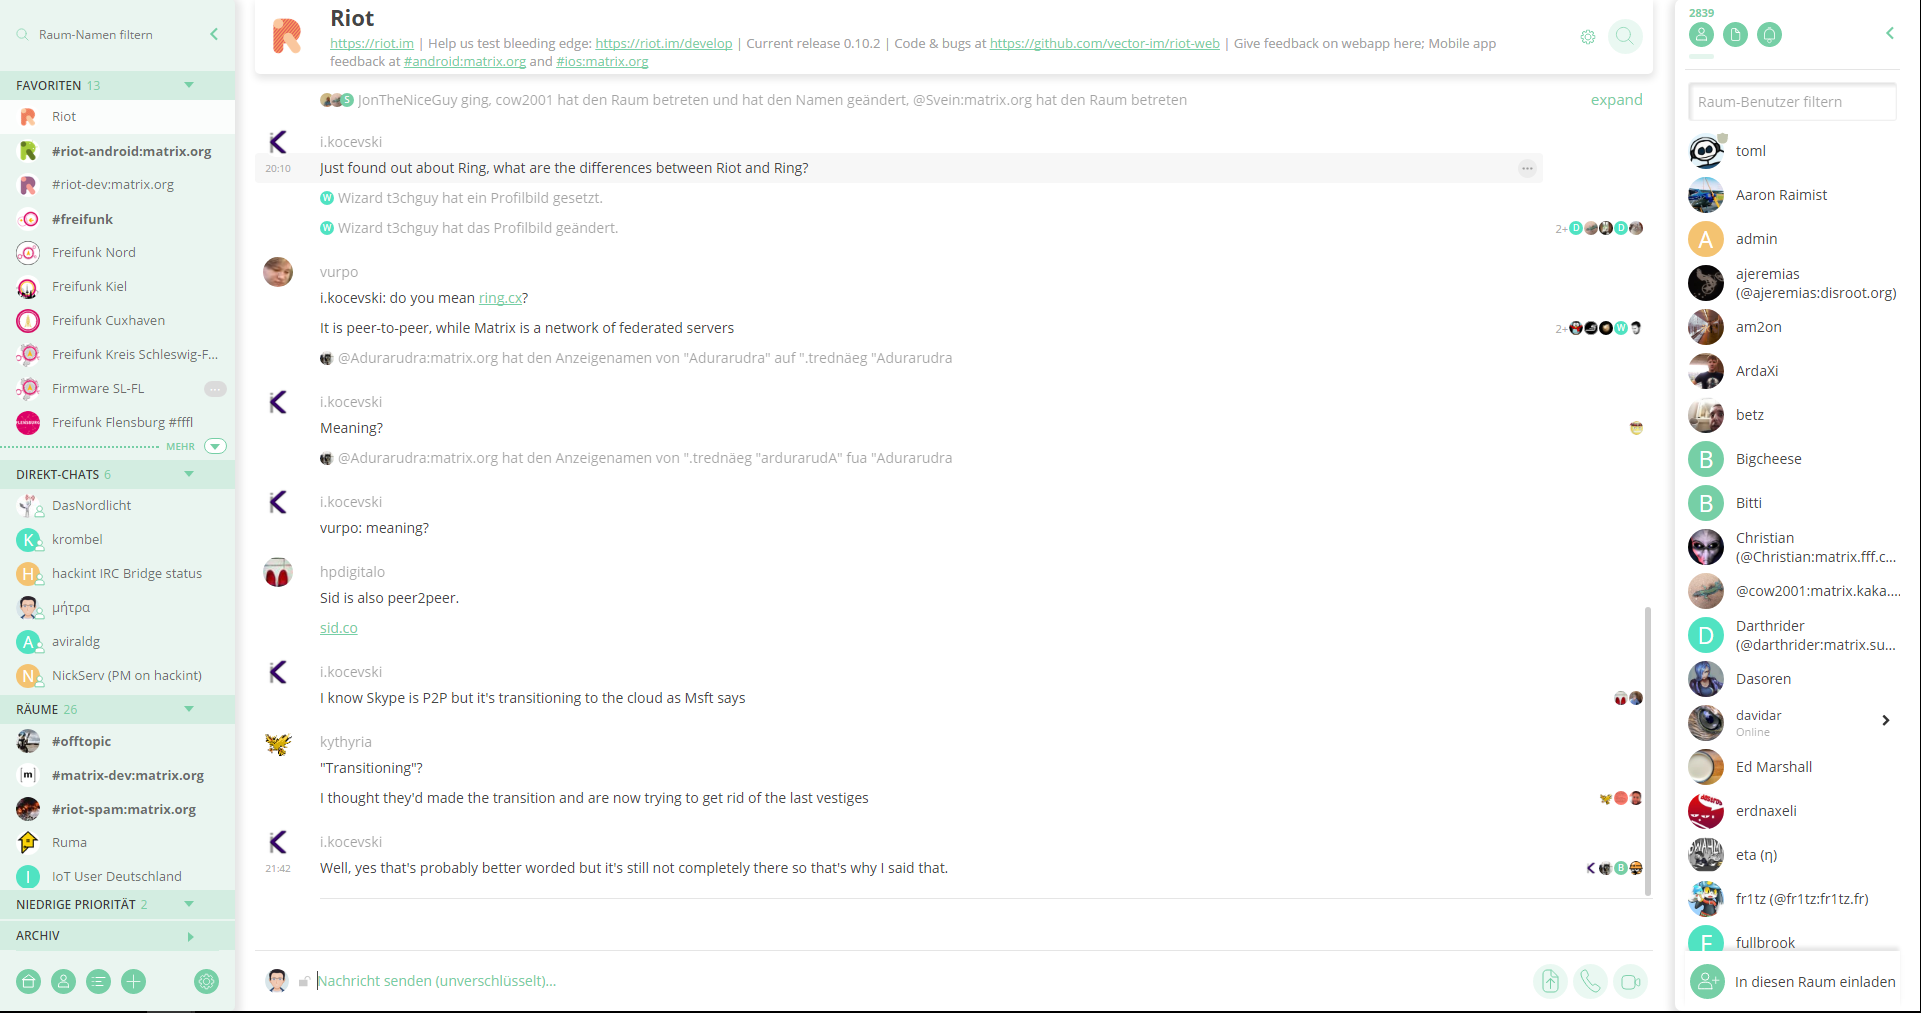 Raum-Namen filtern
FAVORITEN 13
Riot
#riot-android:matrix.org
#riot-dev:matrix.org
#freifunk
Freifunk Nord
Freifunk Kiel
Freifunk Cuxhaven
Freifunk Kreis Schleswig-F...
Firmware SL-FL
Freifunk Flensburg #fffl
MEHR
DIREKT-CHATS 6
DasNordlicht
K krombel
H hackint IRC Bridge status
μήτρα
A aviraldg
N NickServ (PM on hackint)
RÄUME 26
#offtopic
[m] #matrix-dev:matrix.org
#riot-spam:matrix.org
Ruma
I IoT User Deutschland
NIEDRIGE PRIORITÄT 2
ARCHIV
Riot
https://riot.im | Help us test bleeding edge: https://riot.im/develop | Current release 0.10.2 | Code & bugs at https://github.com/vector-im/riot-web | Give feedback on webapp here; Mobile app
feedback at #android:matrix.org and #ios:matrix.org
S JonTheNiceGuy ging, cow2001 hat den Raum betreten und hat den Namen geändert, @Svein:matrix.org hat den Raum betreten expand
i.kocevski
20:10 Just found out about Ring, what are the differences between Riot and Ring?
W Wizard t3chguy hat ein Profilbild gesetzt.
W Wizard t3chguy hat das Profilbild geändert. 2+ D D
vurpo
i.kocevski: do you mean ring.cx?
It is peer-to-peer, while Matrix is a network of federated servers 2+ W
@Adurarudra:matrix.org hat den Anzeigenamen von "Adurarudra" auf ".trednäeg "Adurarudra
K i.kocevski
Meaning?
@Adurarudra:matrix.org hat den Anzeigenamen von ".trednäeg "ardurarudA" fua "Adurarudra
K i.kocevski
vurpo: meaning?
hpdigitalo
Sid is also peer2peer.
sid.co
K i.kocevski
I know Skype is P2P but it's transitioning to the cloud as Msft says
kythyria
"Transitioning"?
I thought they'd made the transition and are now trying to get rid of the last vestiges
K i.kocevski
21:42 Well, yes that's probably better worded but it's still not completely there so that's why I said that. K B
Nachricht senden (unverschlüsselt)...
2839
Raum-Benutzer filtern
toml
Aaron Raimist
A admin
ajeremias
(@ajeremias:disroot.org)
am2on
ArdaXi
betz
B Bigcheese
B Bitti
Christian
(@Christian:matrix.fff.c...
@cow2001:matrix.kaka....
D Darthrider
(@darthrider:matrix.su...
Dasoren
davidar
Online
Ed Marshall
erdnaxeli
eta (η)
fr1tz (@fr1tz:fr1tz.fr)
F fullbrook
In diesen Raum einladen